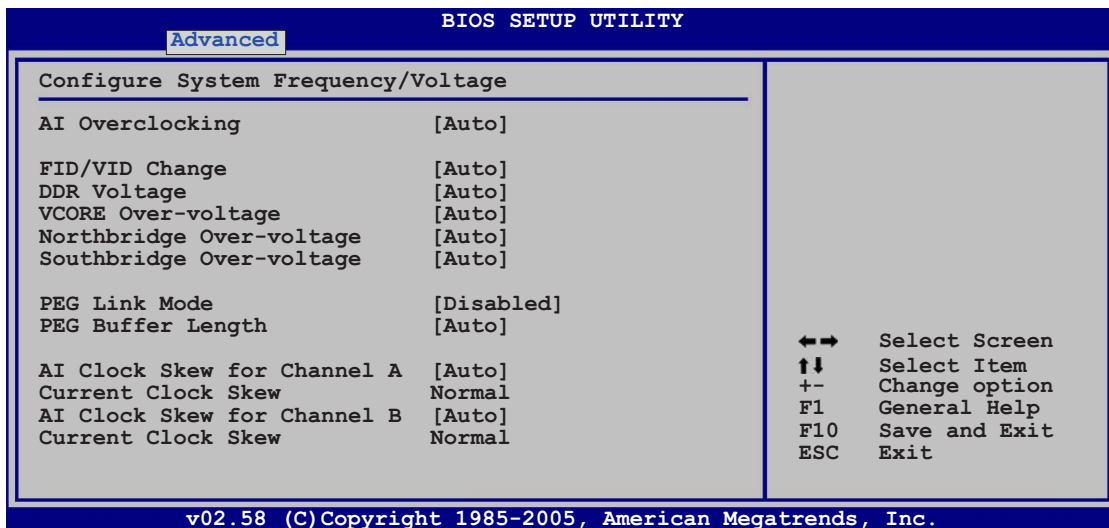 BIOS SETUP UTILITY
Advanced
Configure System Frequency/Voltage
AI Overclocking [Auto]
FID/VID Change [Auto]
DDR Voltage [Auto]
VCORE Over-voltage [Auto]
Northbridge Over-voltage [Auto]
Southbridge Over-voltage [Auto]
PEG Link Mode [Disabled]
PEG Buffer Length [Auto]
AI Clock Skew for Channel A [Auto]
Current Clock Skew Normal
AI Clock Skew for Channel B [Auto]
Current Clock Skew Normal
←→ Select Screen
↑↓ Select Item
+- Change option
F1 General Help
F10 Save and Exit
ESC Exit
v02.58 (C)Copyright 1985-2005, American Megatrends, Inc.